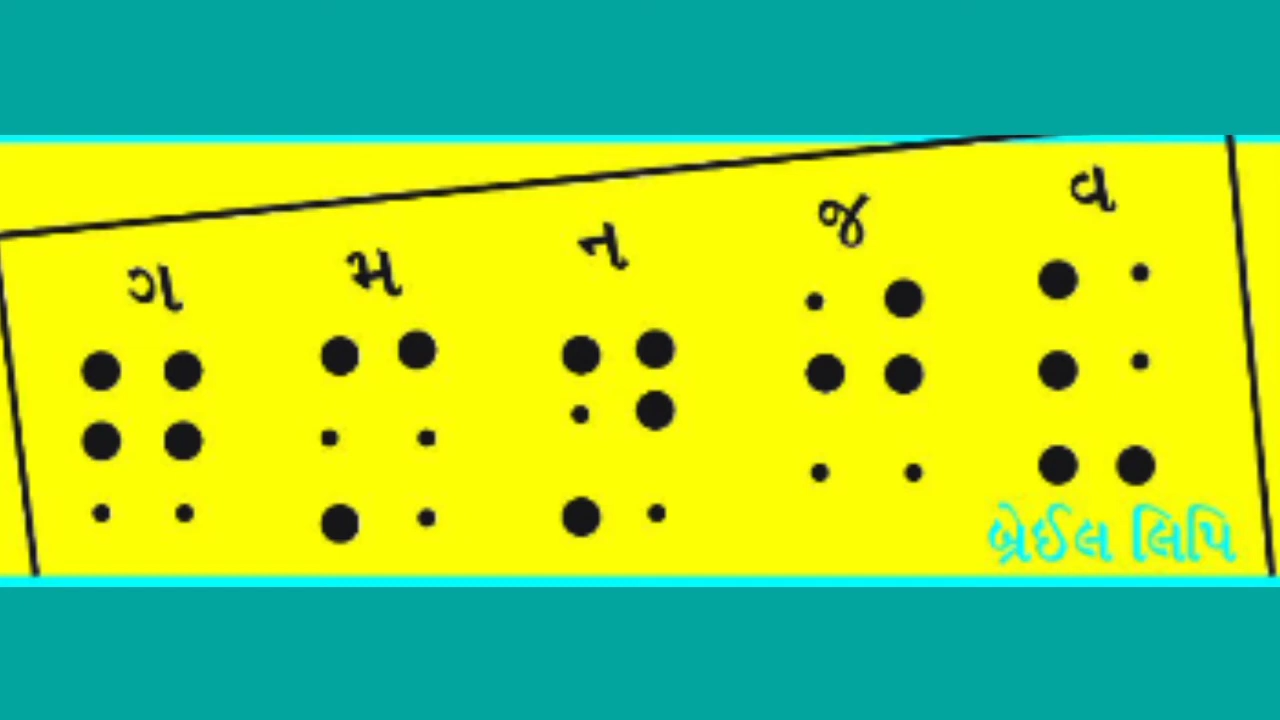 ગ મ ન જ વ
બ્રેઈલ લિપિ